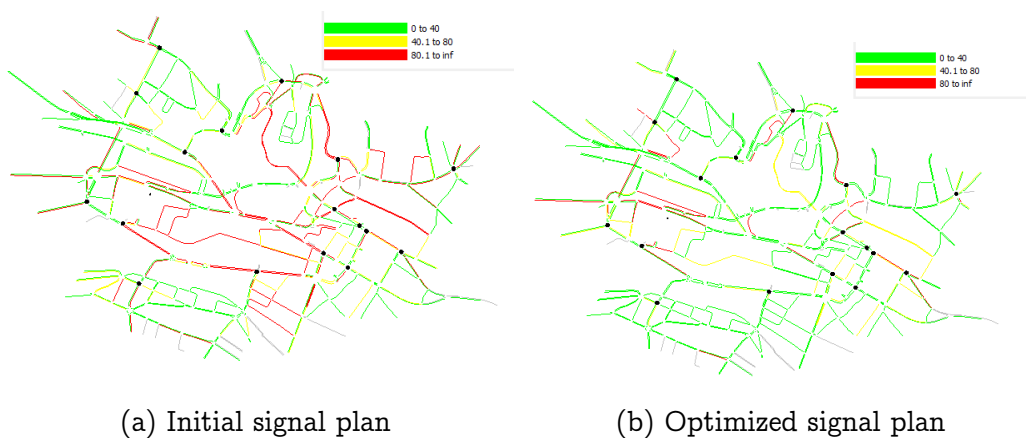 0 to 40
40.1 to 80
80.1 to inf
0 to 40
40.1 to 80
80 to inf
(a) Initial signal plan
(b) Optimized signal plan